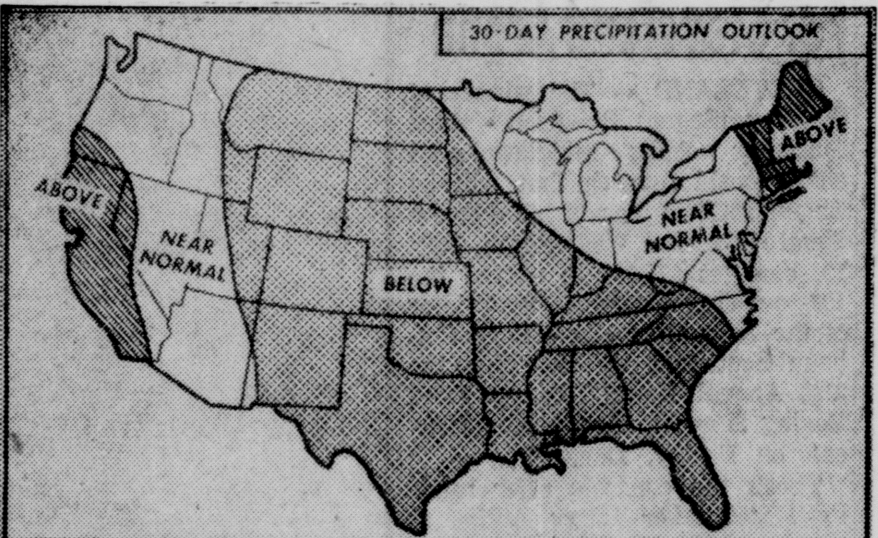 30-DAY PRECIPITATION OUTLOOK
ABOVE
NEAR
NORMAL
BELOW
NEAR
NORMAL
ABOVE